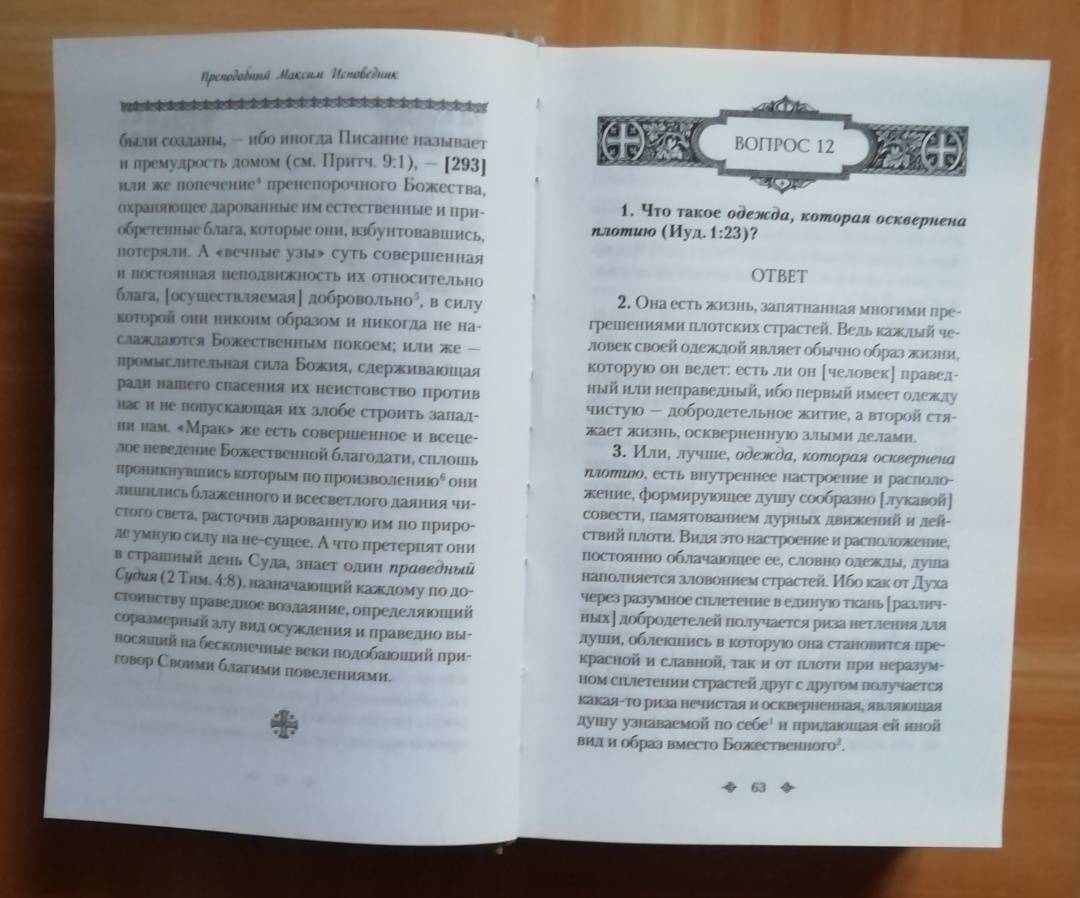 Преподобный Максим Исповедник
были созданы, — ибо иногда Писание называет
и премудрость домом (см. Притч. 9:1), — [293]
или же попечение⁴ пренепорочного Божества,
охраняющее дарованные им естественные и при-
обретенные блага, которые они, взбунтовавшись,
потеряли. А «вечные узы» суть совершенная
и постоянная неподвижность их относительно
блага, [осуществляемая] добровольно⁵, в силу
которой они никоим образом и никогда не на-
слаждаются Божественным покоем; или же —
промыслительная сила Божия, сдерживающая
ради нашего спасения их неистовство против
нас и не попускающая их злобе строить запад-
ни нам. «Мрак» же есть совершенное и всеце-
лое неведение Божественной благодати, сплошь
проникнувшись которым по произволению⁶ они
лишились блаженного и всесветлого даяния чи-
стого света, расточив дарованную им по приро-
де умную силу на не-сущее. А что претерпят они
в страшный день Суда, знает один праведный
Судия (2 Тим. 4:8), назначающий каждому по до-
стоинству праведное воздаяние, определяющий
соразмерный злу вид осуждения и праведно вы-
носящий на бесконечные веки подобающий при-
говор Своими благими повелениями.
ВОПРОС 12
1. Что такое одежда, которая осквернена
плотию (Иуд. 1:23)?
ОТВЕТ
2. Она есть жизнь, запятнанная многими пре-
грешениями плотских страстей. Ведь каждый че-
ловек своей одеждой являет обычно образ жизни,
которую он ведет: есть ли он [человек] правед-
ный или неправедный, ибо первый имеет одежду
чистую — добродетельное житие, а второй стя-
жает жизнь, оскверненную злыми делами.
3. Или, лучше, одежда, которая осквернена
плотию, есть внутреннее настроение и располо-
жение, формирующее душу сообразно [лукавой]
совести, памятованием дурных движений и дей-
ствий плоти. Видя это настроение и расположение,
постоянно облачающее ее, словно одежды, душа
наполняется зловонием страстей. Ибо как от Духа
через разумное сплетение в единую ткань [различ-
ных] добродетелей получается риза нетления для
души, облекшись в которую она становится пре-
красной и славной, так и от плоти при неразум-
ном сплетении страстей друг с другом получается
какая-то риза нечистая и оскверненная, являющая
душу узнаваемой по себе¹ и придающая ей иной
вид и образ вместо Божественного².
63